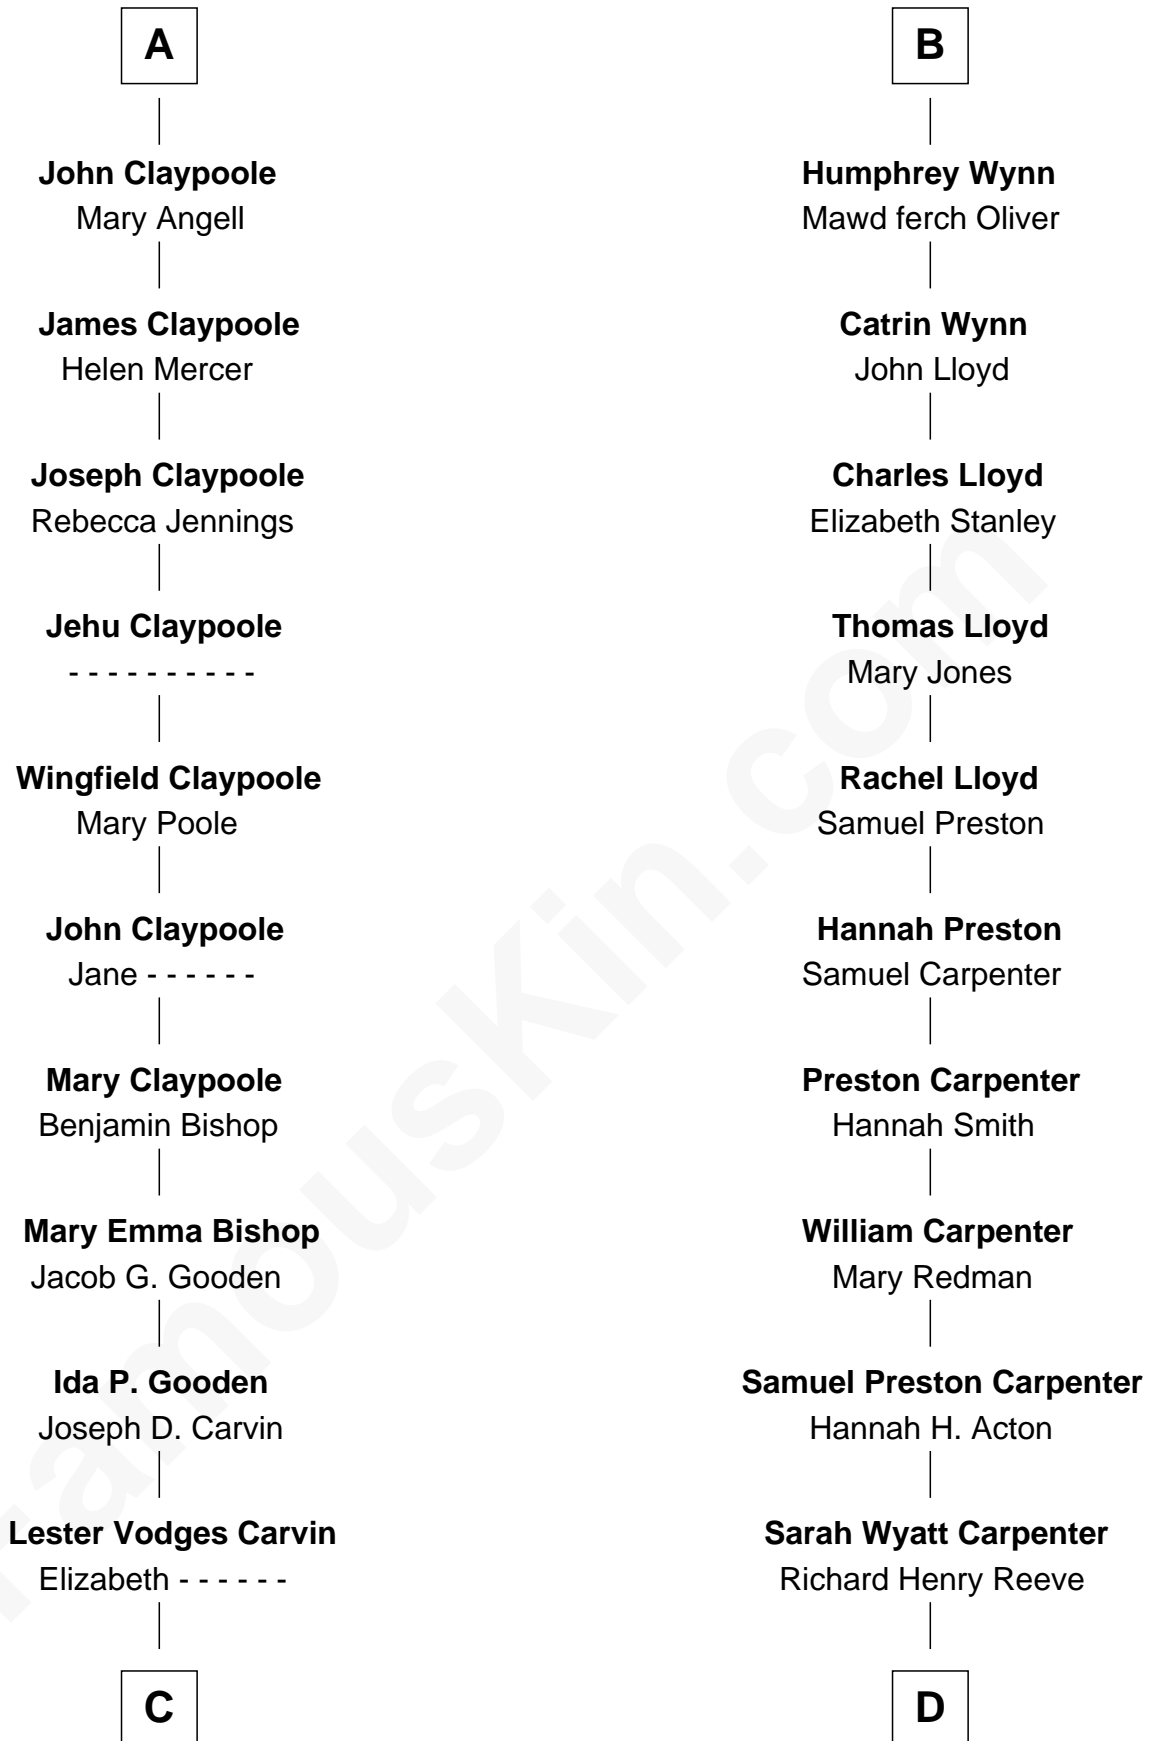 A
John Claypoole
Mary Angell
James Claypoole
Helen Mercer
Joseph Claypoole
Rebecca Jennings
Jehu Claypoole
- - - - - - - - - -
Wingfield Claypoole
Mary Poole
John Claypoole
Jane - - - - - -
Mary Claypoole
Benjamin Bishop
Mary Emma Bishop
Jacob G. Gooden
Ida P. Gooden
Joseph D. Carvin
Lester Vodges Carvin
Elizabeth - - - - - -
C
B
Humphrey Wynn
Mawd ferch Oliver
Catrin Wynn
John Lloyd
Charles Lloyd
Elizabeth Stanley
Thomas Lloyd
Mary Jones
Rachel Lloyd
Samuel Preston
Hannah Preston
Samuel Carpenter
Preston Carpenter
Hannah Smith
William Carpenter
Mary Redman
Samuel Preston Carpenter
Hannah H. Acton
Sarah Wyatt Carpenter
Richard Henry Reeve
D
FamousKin.com